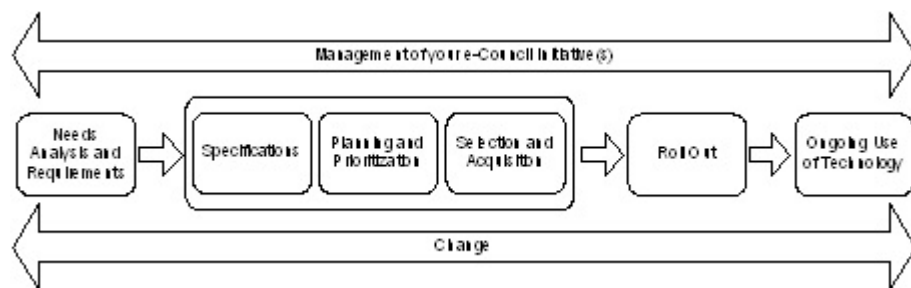 Management of your e-Council Initiative(s)
Needs
Analysis and
Requirements
Specifications
Planning and
Prioritization
Selection and
Acquisition
Roll Out
Ongoing Use
of Technology
Change